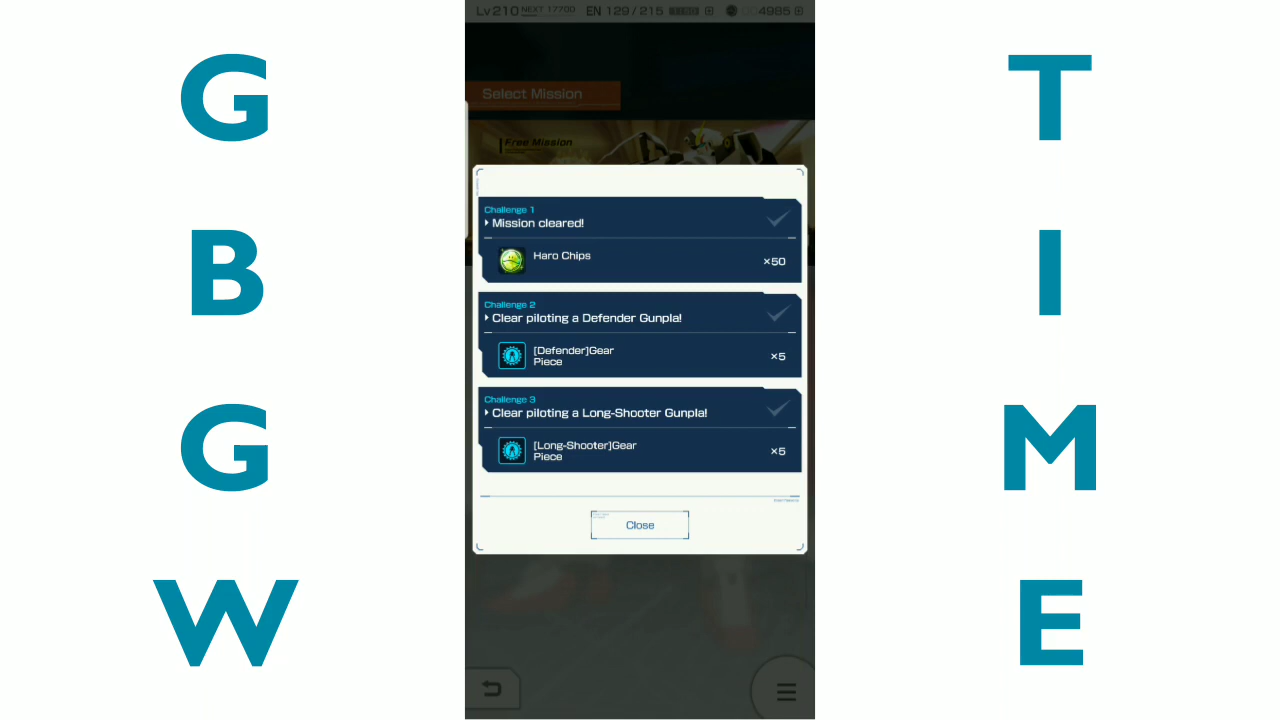 G
B
G
W
T
I
M
E
Lv210 NEXT 17700 EN 129 / 215 4985
Select Mission
Free Mission
Challenge 1
Mission cleared!
Haro Chips
×50
Challenge 2
Clear piloting a Defender Gunpla!
[Defender]Gear
Piece
×5
Challenge 3
Clear piloting a Long-Shooter Gunpla!
[Long-Shooter]Gear
Piece
×5
Close